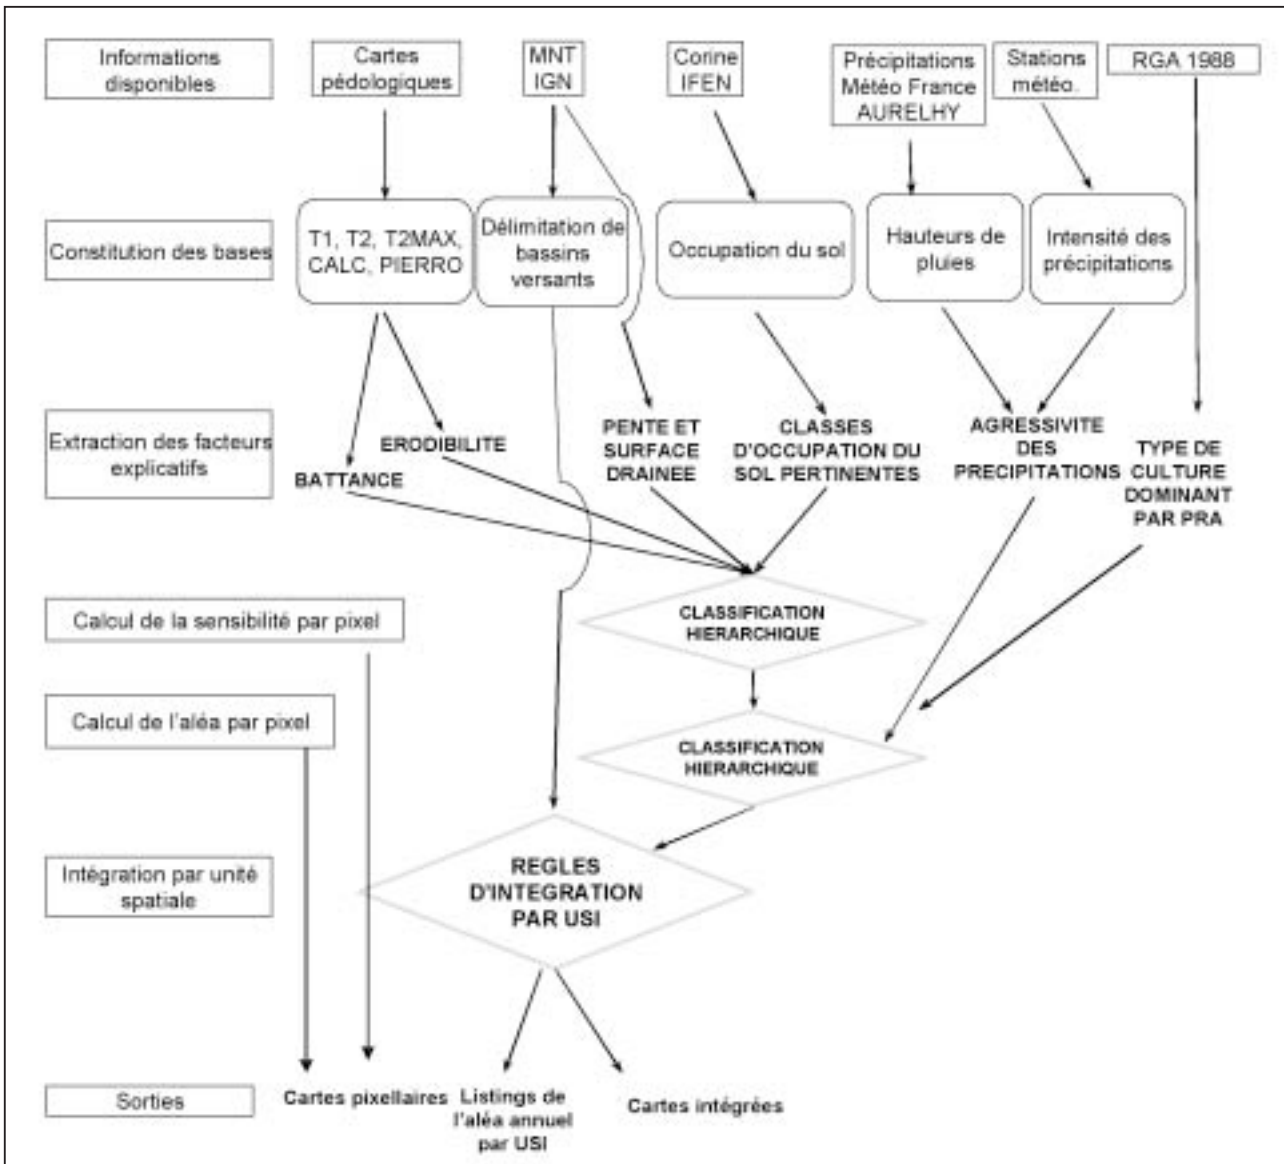 Informations
disponibles
Cartes
pédologiques
MNT
IGN
Corine
IFEN
Précipitations
Météo France
AURELHY
Stations
météo.
RGA 1988
Constitution des bases
T1, T2, T2MAX,
CALC, PIERRO
Délimitation de
bassins
versants
Occupation du sol
Hauteurs de
pluies
Intensité des
précipitations
Extraction des facteurs
explicatifs
BATTANCE
ERODIBILITE
PENTE ET
SURFACE
DRAINEE
CLASSES
D'OCCUPATION DU
SOL PERTINENTES
AGRESSIVITE
DES
PRECIPITATIONS
TYPE DE
CULTURE
DOMINANT
PAR PRA
Calcul de la sensibilité par pixel
CLASSIFICATION
HIERARCHIQUE
Calcul de l'aléa par pixel
CLASSIFICATION
HIERARCHIQUE
Intégration par unité
spatiale
REGLES
D'INTEGRATION
PAR USI
Sorties
Cartes pixellaires
Listings de
l'aléa annuel
par USI
Cartes intégrées